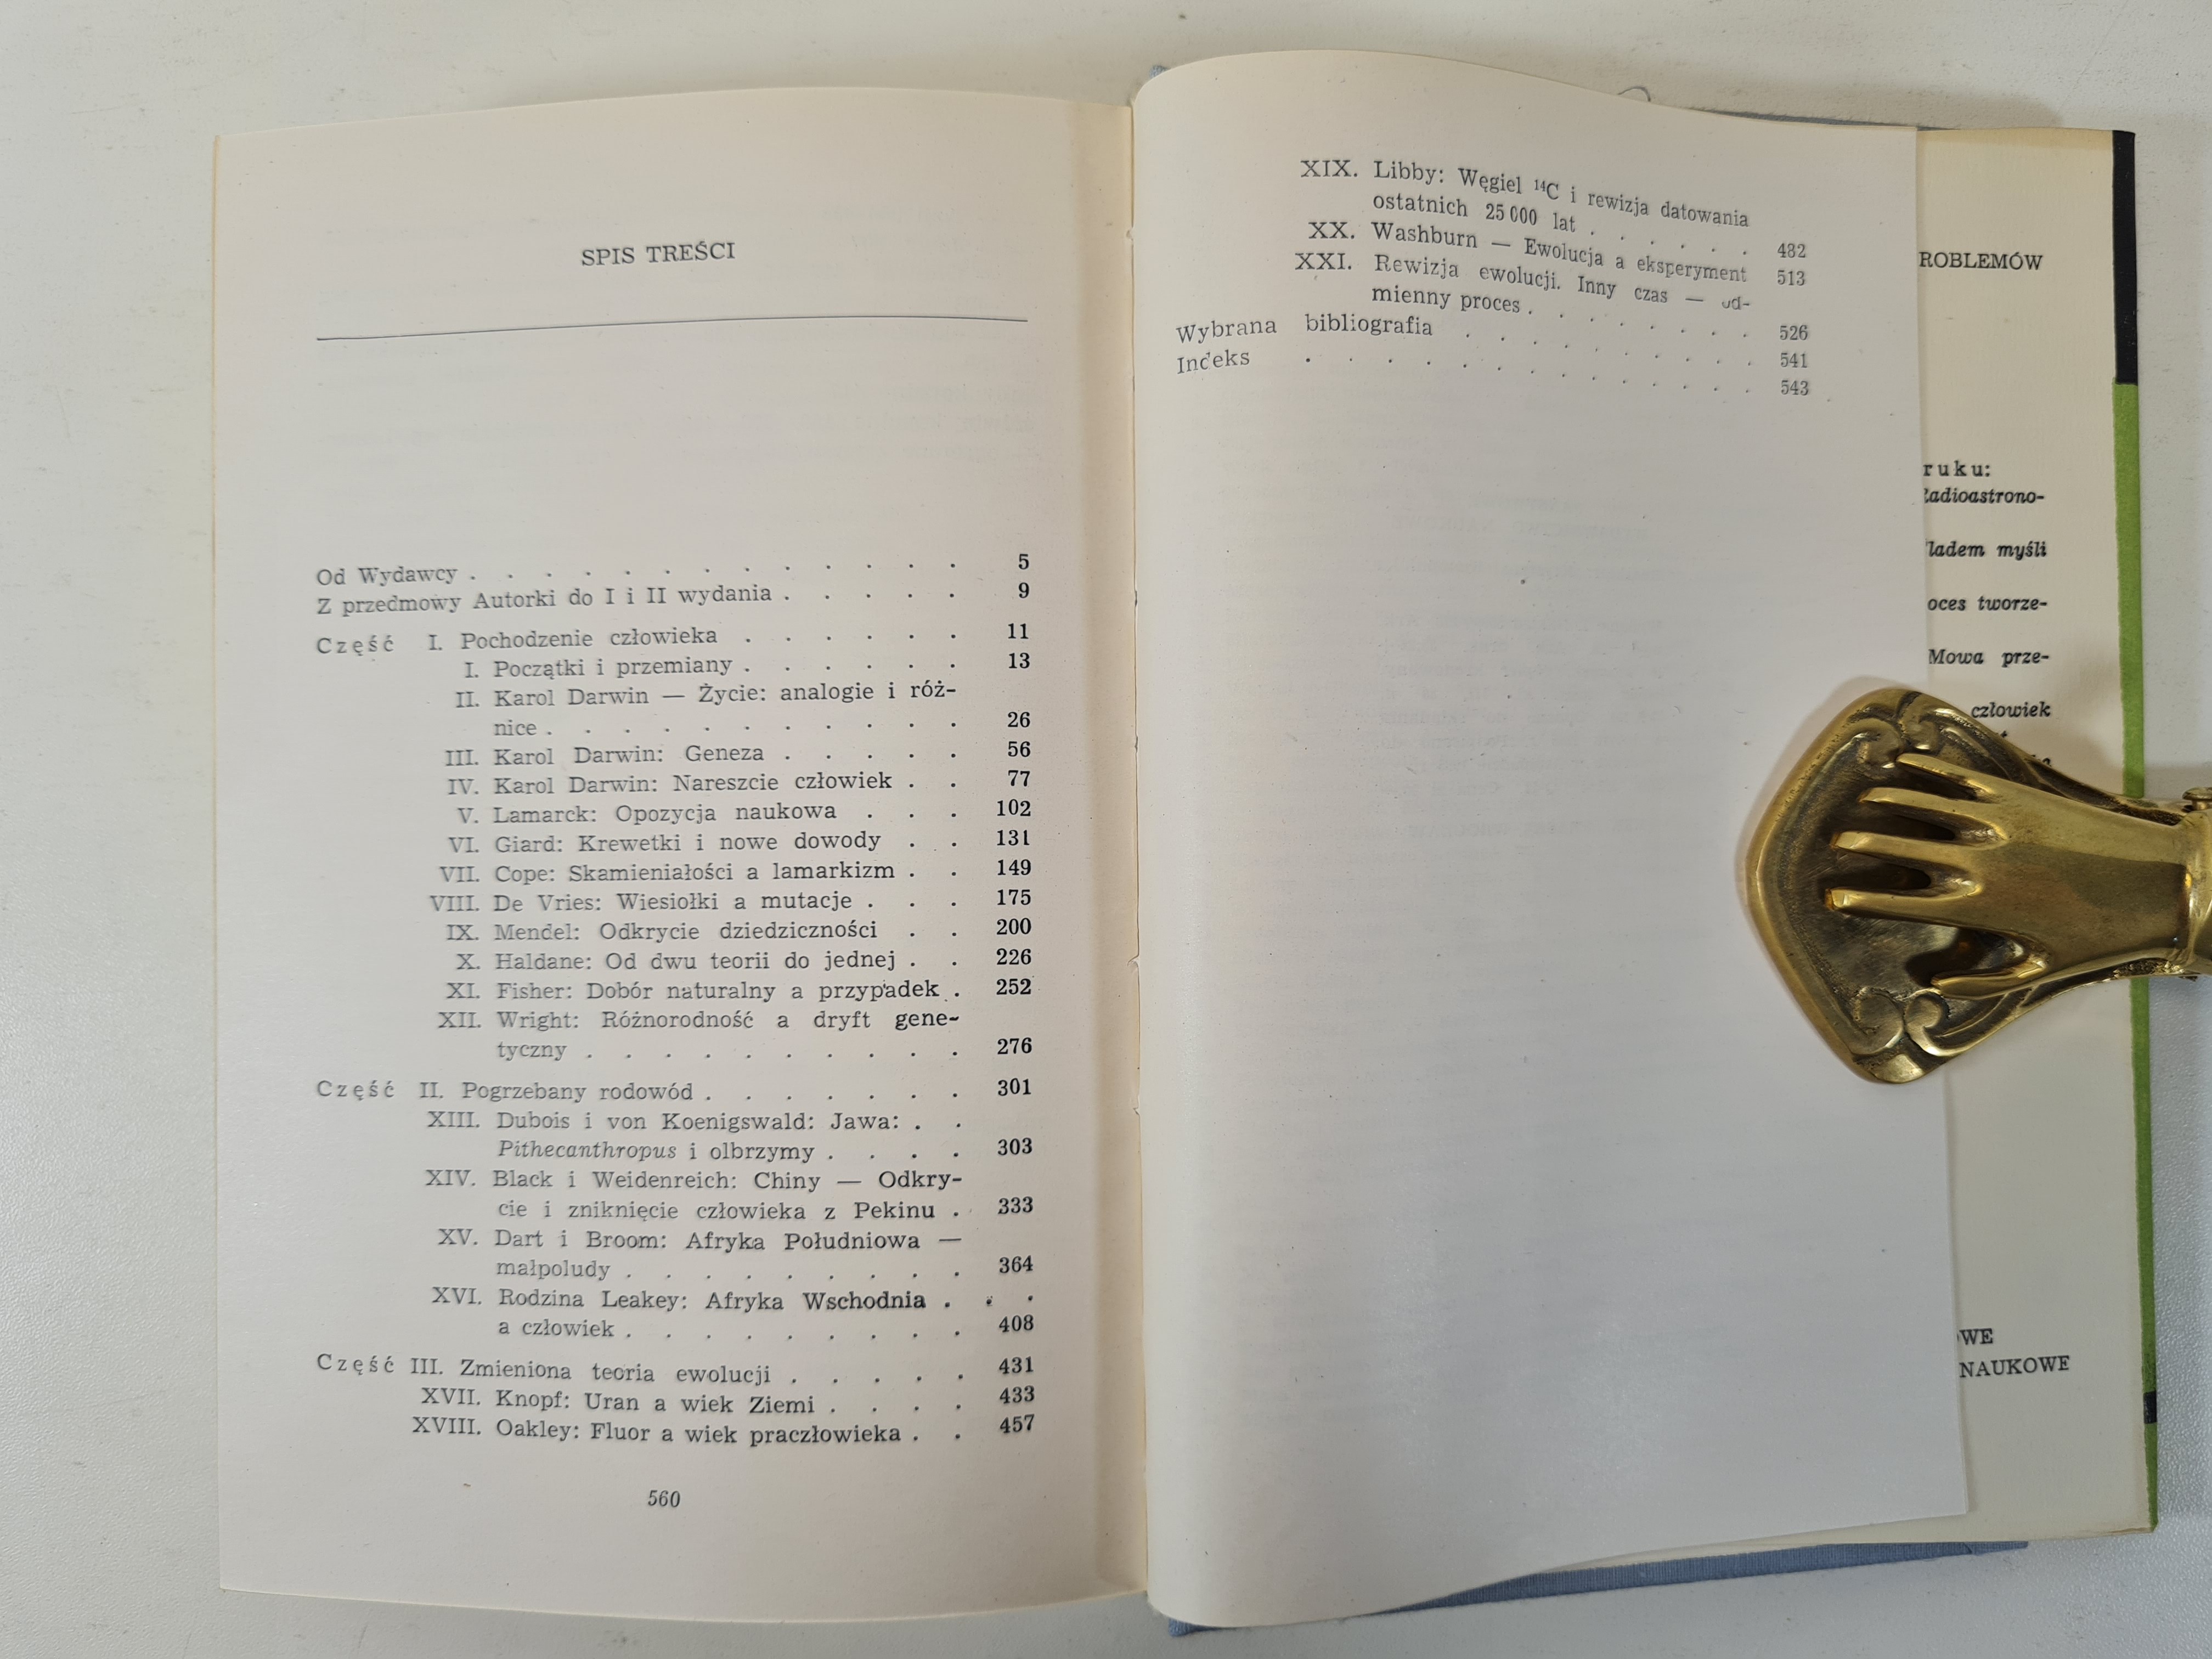 SPIS TREŚCI
Od Wydawcy . . . . . . . . . . . . . 5
Z przedmowy Autorki do I i II wydania . . . . . 9
Część I. Pochodzenie człowieka . . . . . . 11
I. Początki i przemiany . . . . . . 13
II. Karol Darwin — Życie: analogie i róż-
nice . . . . . . . . . . . 26
III. Karol Darwin: Geneza . . . . . 56
IV. Karol Darwin: Nareszcie człowiek . . 77
V. Lamarck: Opozycja naukowa . . . 102
VI. Giard: Krewetki i nowe dowody . . 131
VII. Cope: Skamieniałości a lamarkizm . . 149
VIII. De Vries: Wiesiołki a mutacje . . . 175
IX. Mendel: Odkrycie dziedziczności . . 200
X. Haldane: Od dwu teorii do jednej . . 226
XI. Fisher: Dobór naturalny a przypadek . 252
XII. Wright: Różnorodność a dryft gene-
tyczny . . . . . . . . . . 276
Część II. Pogrzebany rodowód . . . . . . . 301
XIII. Dubois i von Koenigswald: Jawa: . .
Pithecanthropus i olbrzymy . . . . 303
XIV. Black i Weidenreich: Chiny — Odkry-
cie i zniknięcie człowieka z Pekinu . 333
XV. Dart i Broom: Afryka Południowa —
małpoludy . . . . . . . . . 364
XVI. Rodzina Leakey: Afryka Wschodnia . . .
a człowiek . . . . . . . . . 408
Część III. Zmieniona teoria ewolucji . . . . . 431
XVII. Knopf: Uran a wiek Ziemi . . . . 433
XVIII. Oakley: Fluor a wiek praczłowieka . . 457
560
XIX. Libby: Węgiel ¹⁴C i rewizja datowania
ostatnich 25 000 lat . . . . . . 482
XX. Washburn — Ewolucja a eksperyment 513
XXI. Rewizja ewolucji. Inny czas — od-
mienny proces . . . . . . . . 526
Wybrana bibliografia . . . . . . . . 541
Indeks . . . . . . . . . . . . 543
ROBLEMÓW
ruku:
Radioastrono-
ładem myśli
oces tworze-
Mowa prze-
człowiek
WE
NAUKOWE